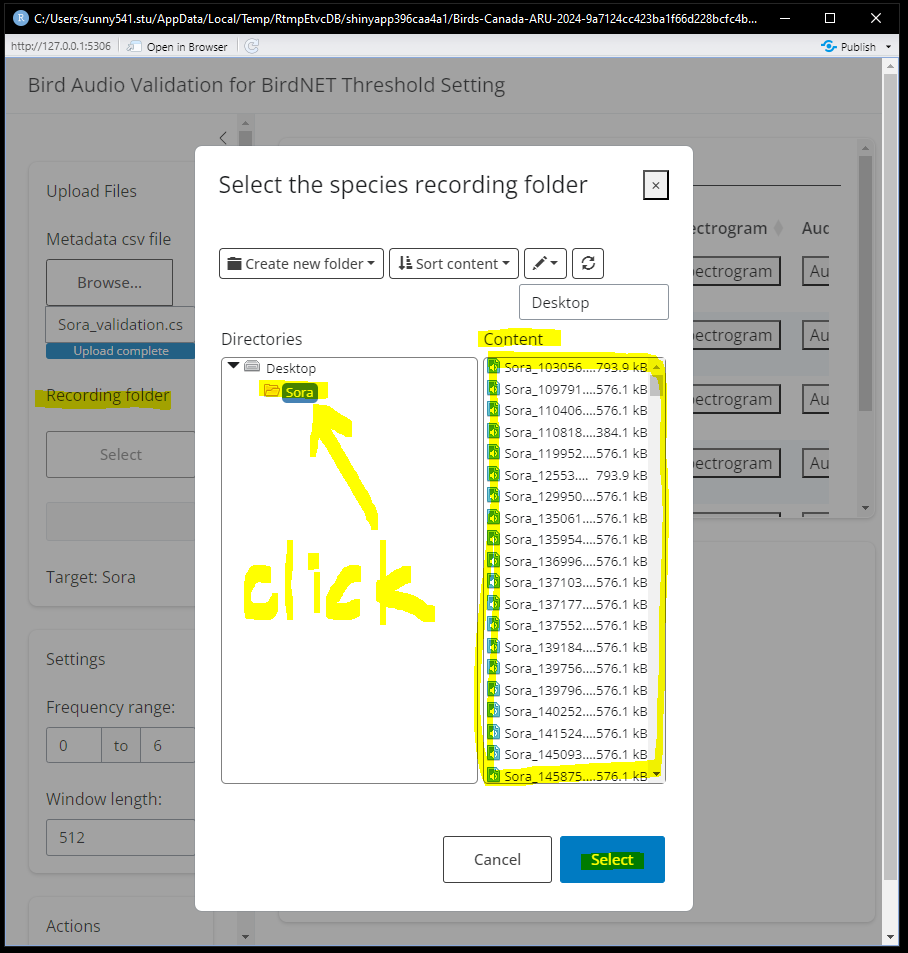 C:/Users/sunny541.stu/AppData/Local/Temp/RtmpEtvcDB/shinyapp396caa4a1/Birds-Canada-ARU-2024-9a7124cc423ba1f66d228bcfc4b...
http://127.0.0.1:5306 Open in Browser Publish
Bird Audio Validation for BirdNET Threshold Setting
Upload Files
Metadata csv file
Browse...
Sora_validation.cs
Upload complete
Recording folder
Select
Target: Sora
Settings
Frequency range:
0 to 6
Window length:
512
Actions
ectrogram Aud
ectrogram Au
ectrogram Au
ectrogram Au
ectrogram Au
Select the species recording folder ×
Create new folder Sort content
Desktop
Directories
Desktop
Sora
click
Content
Sora_103056....793.9 kB
Sora_109791....576.1 kB
Sora_110406....576.1 kB
Sora_110818....384.1 kB
Sora_119952....576.1 kB
Sora_12553.... 793.9 kB
Sora_129950....576.1 kB
Sora_135061....576.1 kB
Sora_135954....576.1 kB
Sora_136996....576.1 kB
Sora_137103....576.1 kB
Sora_137177....576.1 kB
Sora_137552....576.1 kB
Sora_139184....576.1 kB
Sora_139756....576.1 kB
Sora_139796....576.1 kB
Sora_140252....576.1 kB
Sora_141524....576.1 kB
Sora_145093....576.1 kB
Sora_145875....576.1 kB
Cancel Select